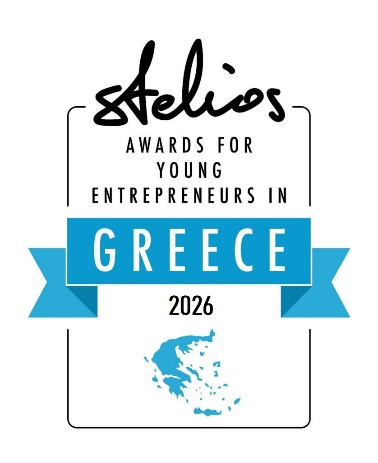 stelios
AWARDS FOR
YOUNG
ENTREPRENEURS IN
GREECE
2026